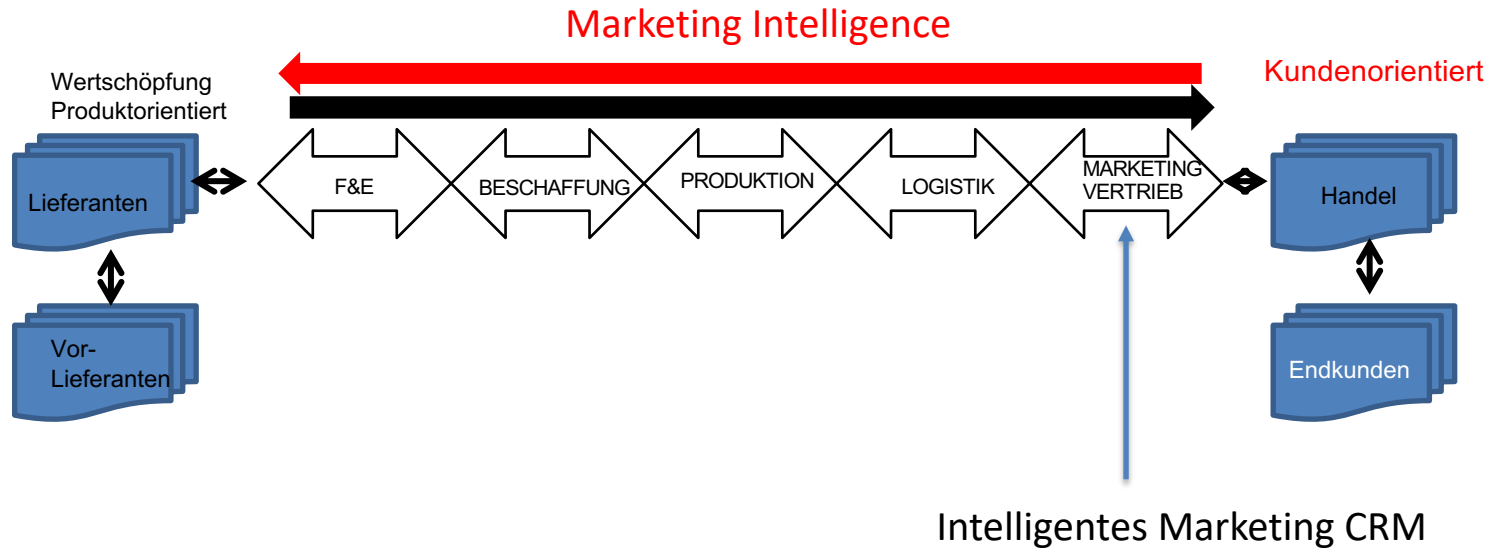 Marketing Intelligence
Wertschöpfung
Produktorientiert
Kundenorientiert
Lieferanten
F&E
BESCHAFFUNG
PRODUKTION
LOGISTIK
MARKETING
VERTRIEB
Handel
Vor-
Lieferanten
Endkunden
Intelligentes Marketing CRM